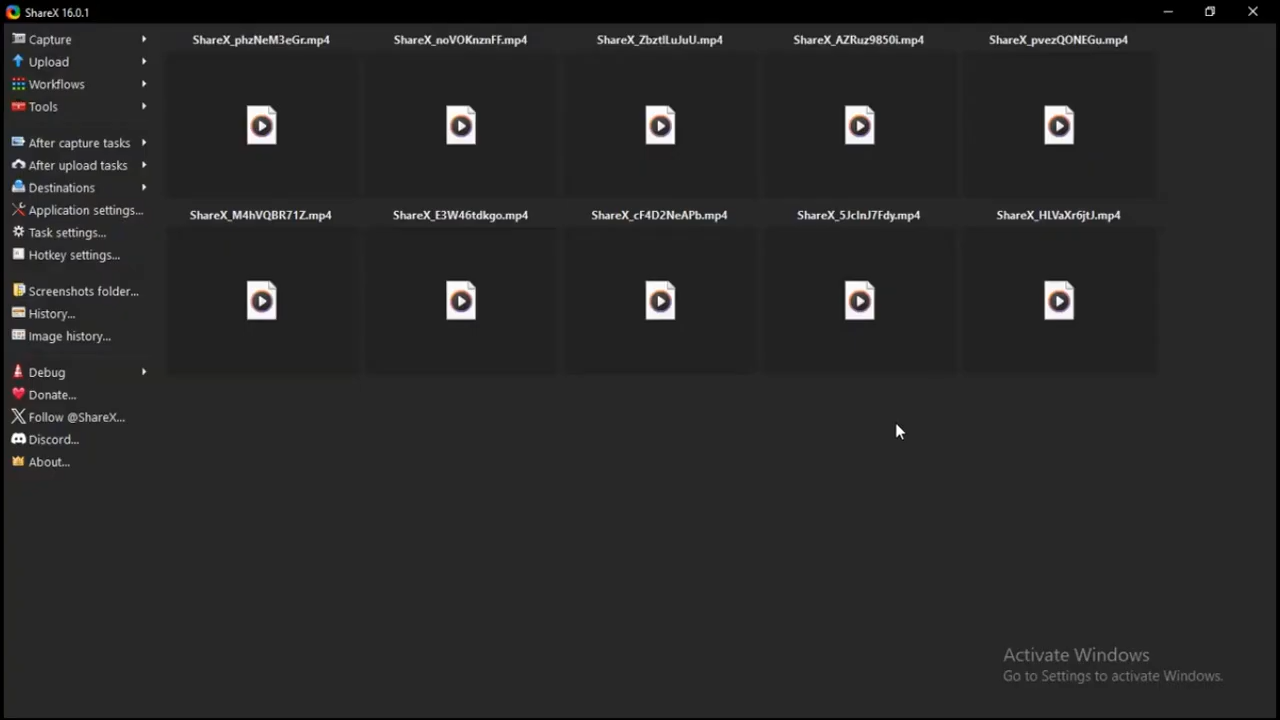 ShareX 16.0.1
Capture
Upload
Workflows
Tools
After capture tasks
After upload tasks
Destinations
Application settings...
Task settings...
Hotkey settings...
Screenshots folder...
History...
Image history...
Debug
Donate...
Follow @ShareX...
Discord...
About...
ShareX_phzNeM3eGr.mp4
ShareX_noVOKnznFF.mp4
ShareX_ZbztlLuJuU.mp4
ShareX_AZRuz9850i.mp4
ShareX_pvezQONEGu.mp4
ShareX_M4hVQBR71Z.mp4
ShareX_E3W46tdkgo.mp4
ShareX_cF4D2NeAPb.mp4
ShareX_5JcInJ7Fdy.mp4
ShareX_HLVaXr6jtJ.mp4
Activate Windows
Go to Settings to activate Windows.